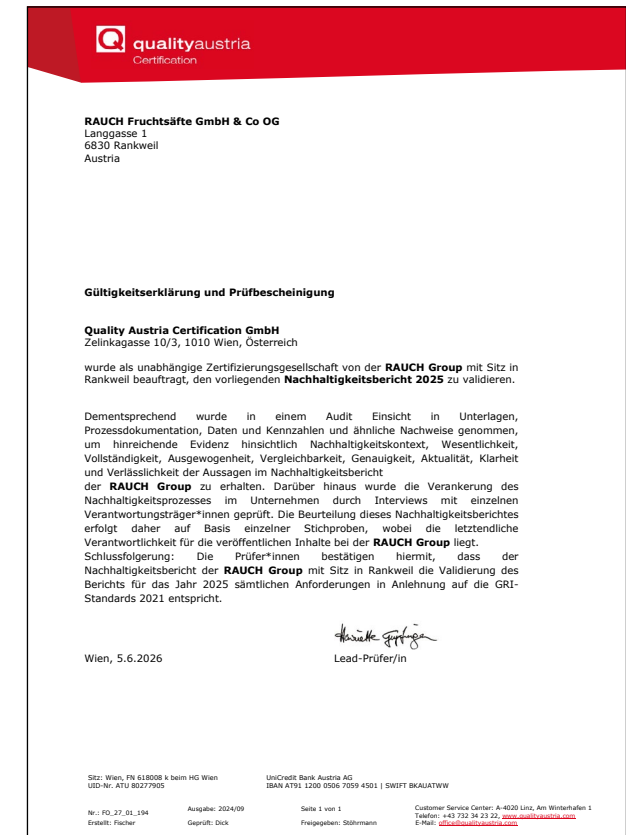 qualityaustria
Certification
RAUCH Fruchtsäfte GmbH & Co OG
Langgasse 1
6830 Rankweil
Austria
Gültigkeitserklärung und Prüfbescheinigung
Quality Austria Certification GmbH
Zelinkagasse 10/3, 1010 Wien, Österreich
wurde als unabhängige Zertifizierungsgesellschaft von der RAUCH Group mit Sitz in
Rankweil beauftragt, den vorliegenden Nachhaltigkeitsbericht 2025 zu validieren.
Dementsprechend wurde in einem Audit Einsicht in Unterlagen,
Prozessdokumentation, Daten und Kennzahlen und ähnliche Nachweise genommen,
um hinreichende Evidenz hinsichtlich Nachhaltigkeitskontext, Wesentlichkeit,
Vollständigkeit, Ausgewogenheit, Vergleichbarkeit, Genauigkeit, Aktualität, Klarheit
und Verlässlichkeit der Aussagen im Nachhaltigkeitsbericht
der RAUCH Group zu erhalten. Darüber hinaus wurde die Verankerung des
Nachhaltigkeitsprozesses im Unternehmen durch Interviews mit einzelnen
Verantwortungsträger*innen geprüft. Die Beurteilung dieses Nachhaltigkeitsberichtes
erfolgt daher auf Basis einzelner Stichproben, wobei die letztendliche
Verantwortlichkeit für die veröffentlichen Inhalte bei der RAUCH Group liegt.
Schlussfolgerung: Die Prüfer*innen bestätigen hiermit, dass der
Nachhaltigkeitsbericht der RAUCH Group mit Sitz in Rankweil die Validierung des
Berichts für das Jahr 2025 sämtlichen Anforderungen in Anlehnung auf die GRI-
Standards 2021 entspricht.
Wien, 5.6.2026 Lead-Prüfer/in
Sitz: Wien, FN 618008 k beim HG Wien UniCredit Bank Austria AG
UID-Nr. ATU 80277905 IBAN AT91 1200 0506 7059 4501 | SWIFT BKAUATWW
Nr.: FO_27_01_194 Ausgabe: 2024/09 Seite 1 von 1 Customer Service Center: A-4020 Linz, Am Winterhafen 1
Telefon: +43 732 34 23 22, www.qualityaustria.com
Erstellt: Fischer Geprüft: Dick Freigegeben: Stöhrmann E-Mail: office@qualityaustria.com